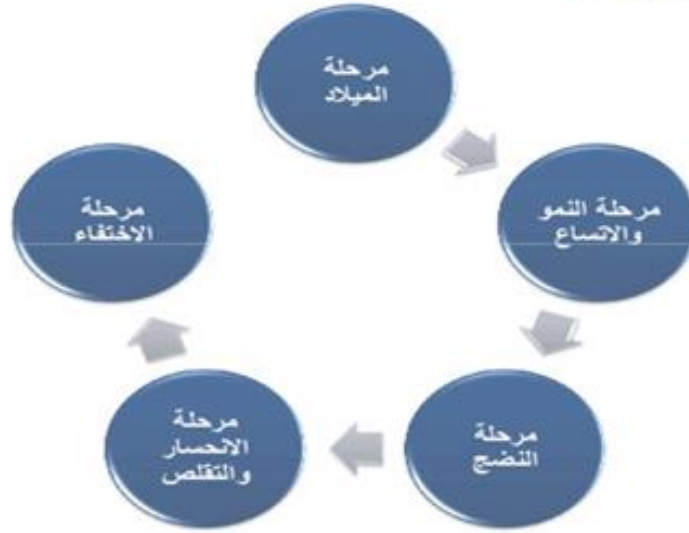 مرحلة
الميلاد
مرحلة النمو
والاتساع
مرحلة
النضج
مرحلة
الانحسار
والتقلص
مرحلة
الاختفاء